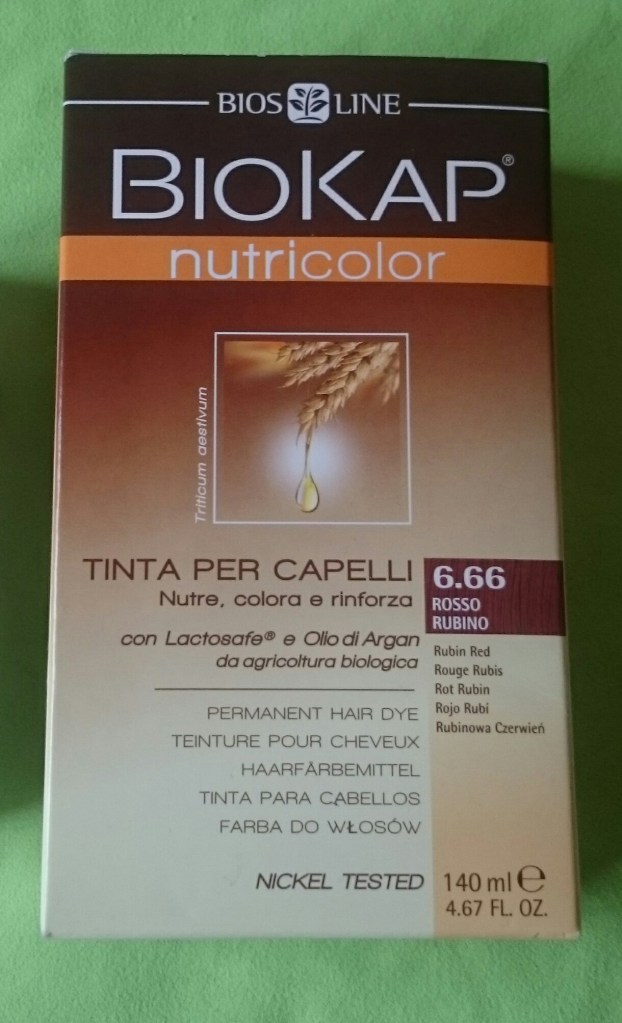 BIOS LINE
BIOKAP®
nutricolor
Triticum aestivum
TINTA PER CAPELLI
Nutre, colora e rinforza
con Lactosafe® e Olio di Argan
da agricoltura biologica
6.66
ROSSO
RUBINO
Rubin Red
Rouge Rubis
Rot Rubin
Rojo Rubí
Rubinowa Czerwień
PERMANENT HAIR DYE
TEINTURE POUR CHEVEUX
HAARFÄRBEMITTEL
TINTA PARA CABELLOS
FARBA DO WŁOSÓW
NICKEL TESTED
140 ml ℮
4.67 FL. OZ.